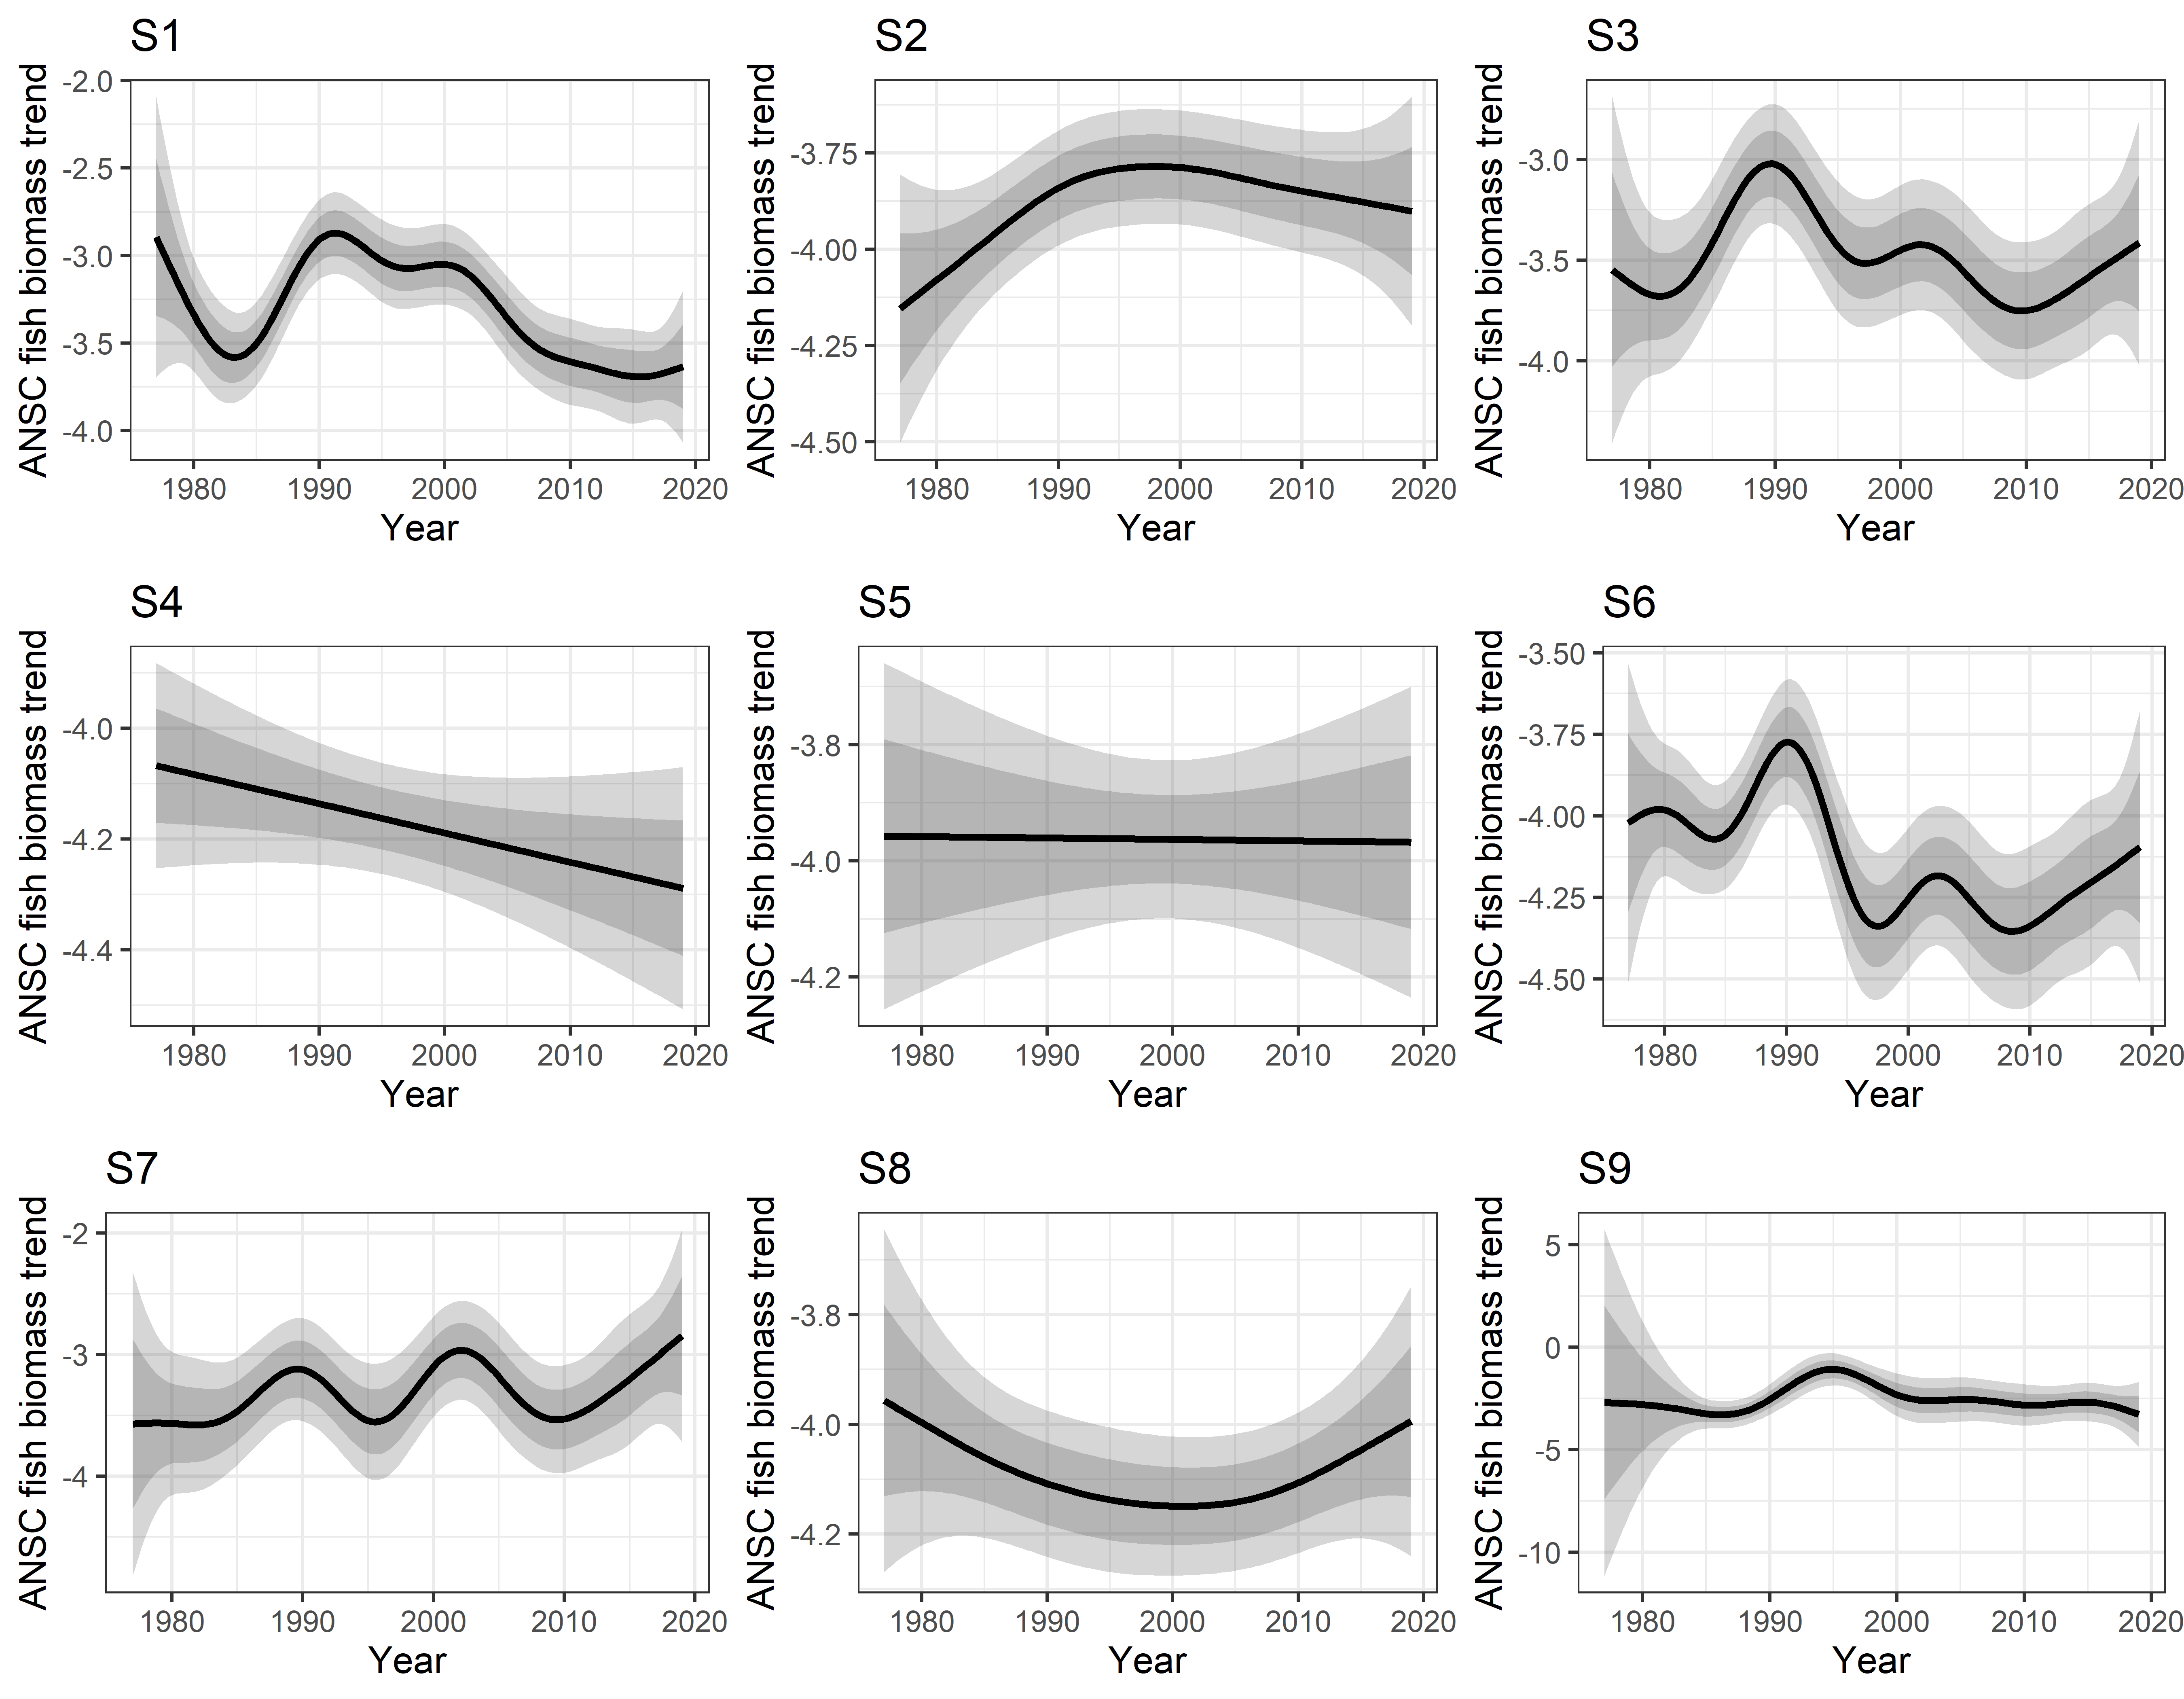 S1
ANSC fish biomass trend
-2.0
-2.5
-3.0
-3.5
-4.0
1980 1990 2000 2010 2020
Year
S2
ANSC fish biomass trend
-3.75
-4.00
-4.25
-4.50
1980 1990 2000 2010 2020
Year
S3
ANSC fish biomass trend
-3.0
-3.5
-4.0
1980 1990 2000 2010 2020
Year
S4
ANSC fish biomass trend
-4.0
-4.2
-4.4
1980 1990 2000 2010 2020
Year
S5
ANSC fish biomass trend
-3.8
-4.0
-4.2
1980 1990 2000 2010 2020
Year
S6
ANSC fish biomass trend
-3.50
-3.75
-4.00
-4.25
-4.50
1980 1990 2000 2010 2020
Year
S7
ANSC fish biomass trend
-2
-3
-4
1980 1990 2000 2010 2020
Year
S8
ANSC fish biomass trend
-3.8
-4.0
-4.2
1980 1990 2000 2010 2020
Year
S9
ANSC fish biomass trend
5
0
-5
-10
1980 1990 2000 2010 2020
Year